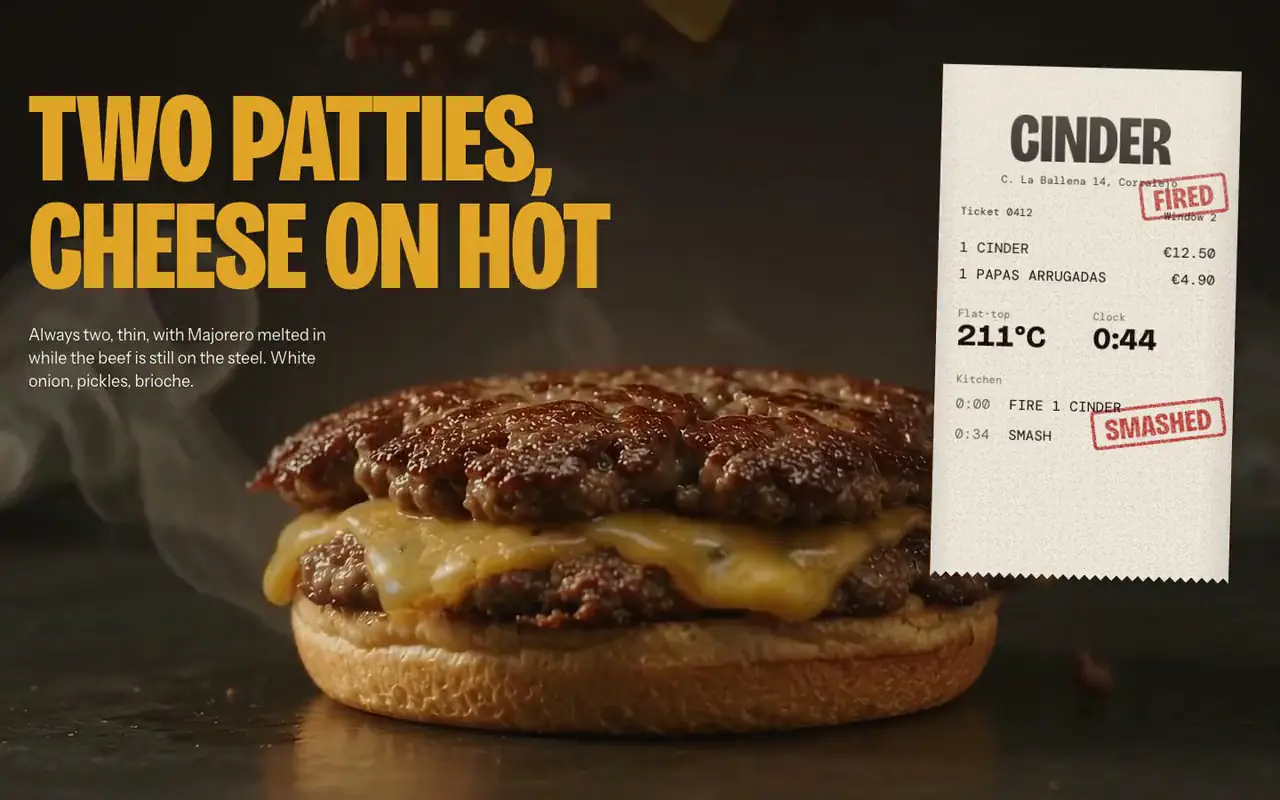 TWO PATTIES,
CHEESE ON HOT
Always two, thin, with Majorero melted in
while the beef is still on the steel. White
onion, pickles, brioche.
CINDER
C. La Ballena 14, Corralejo
FIRED
Ticket 0412
Window 2
1 CINDER
€12.50
1 PAPAS ARRUGADAS
€4.90
Flat-top
Clock
211°C
0:44
Kitchen
0:00 FIRE 1 CINDER
SMASHED
0:34 SMASH